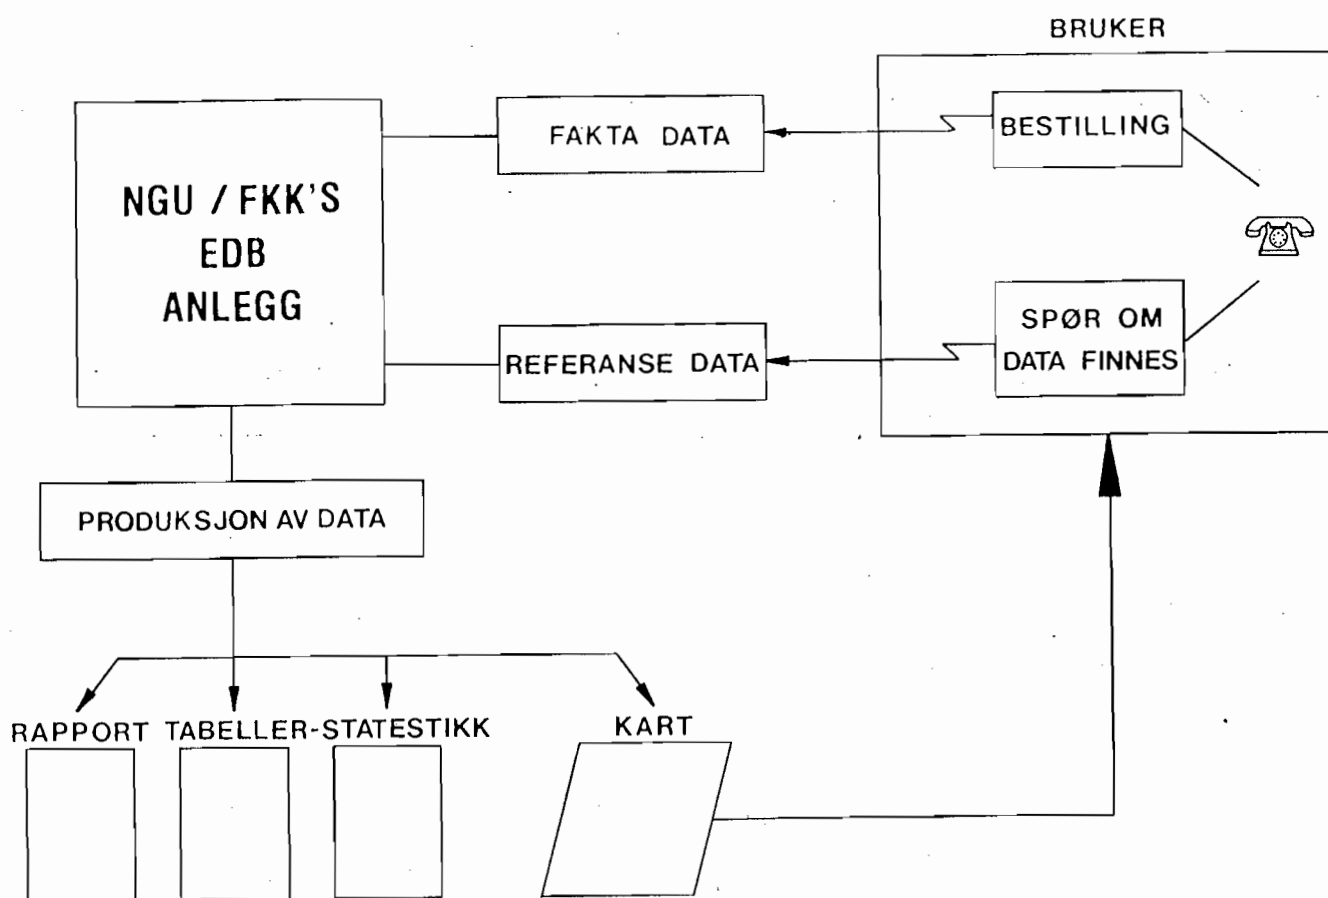 BRUKER
NGU / FKK'S
EDB
ANLEGG
FAKTA DATA
BESTILLING
REFERANSE DATA
SPØR OM
DATA FINNES
PRODUKSJON AV DATA
RAPPORT TABELLER-STATESTIKK KART